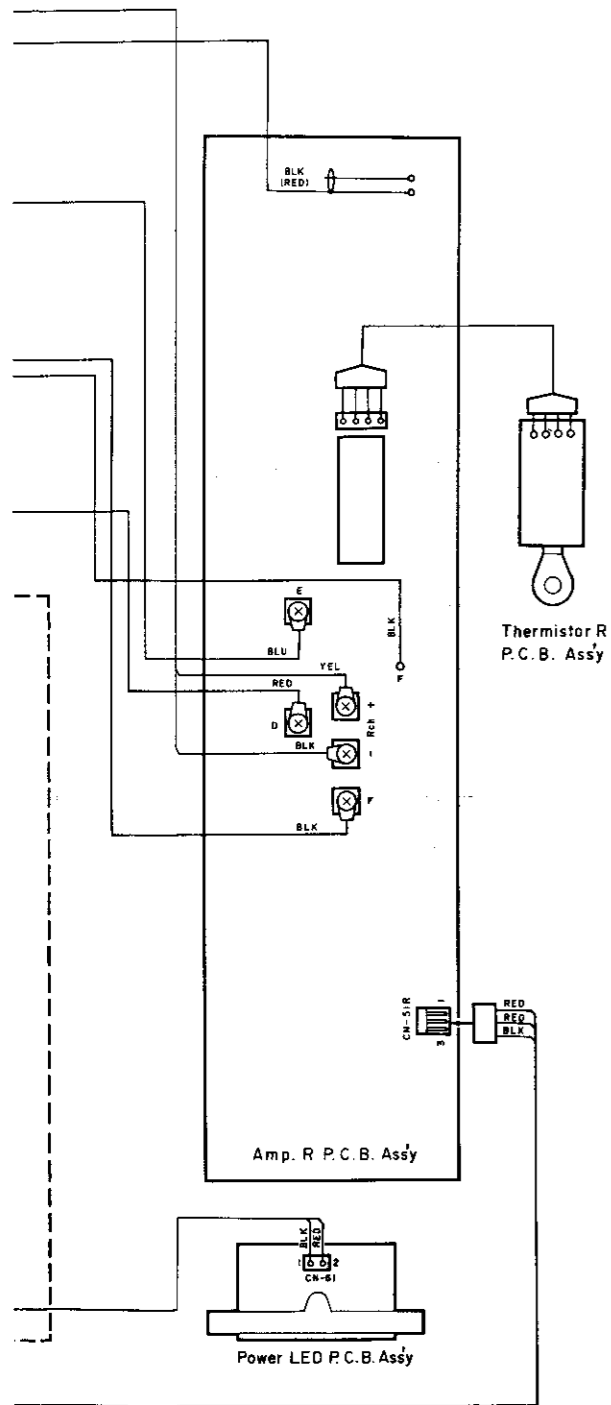 BLK
(RED)
E
BLK
BLU
F
YEL
RED
+
D
Rch
BLK
-
F
BLK
Thermistor R
P.C.B. Ass'y
CN-51R
1
3
RED
RED
BLK
Amp. R P.C.B. Ass'y
BLK
RED
1
2
CN-61
Power LED P.C.B. Ass'y